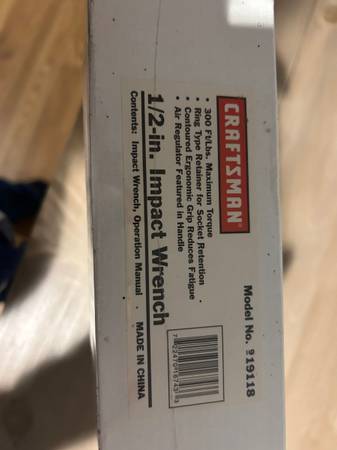 CRAFTSMAN®
Model No. 919118
• 300 Ft/Lbs. Maximum Torque
• Ring Type Retainer for Socket Retention
• Contoured Ergonomic Grip Reduces Fatigue
• Air Regulator Featured in Handle
1/2-in. Impact Wrench
Contents: Impact Wrench, Operation Manual . MADE IN CHINA